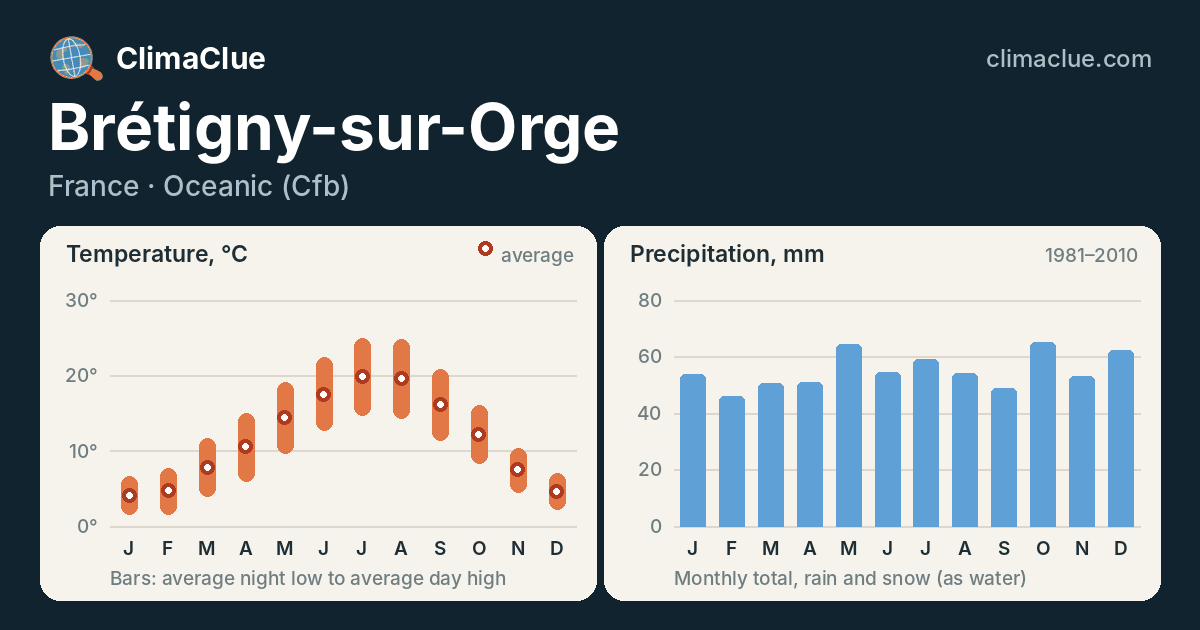 ClimaClue
climaclue.com
Brétigny-sur-Orge
France · Oceanic (Cfb)
Temperature, °C
average
30°
20°
10°
0°
J F M A M J J A S O N D
Bars: average night low to average day high
Precipitation, mm
1981–2010
80
60
40
20
0
J F M A M J J A S O N D
Monthly total, rain and snow (as water)